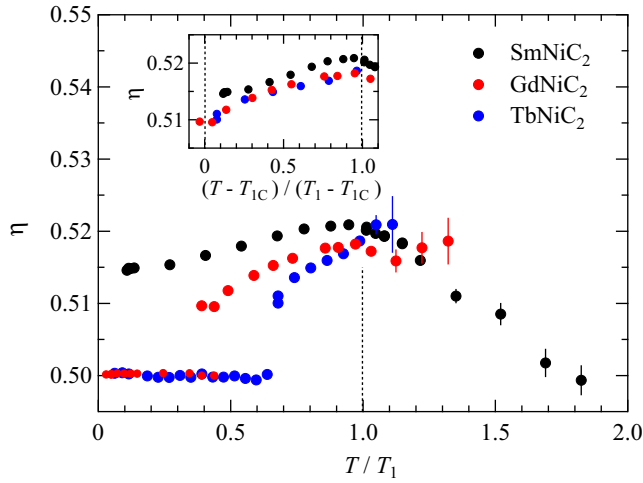 0.55
0.54
0.53
0.52
0.51
0.50
η
0 0.5 1.0 1.5 2.0
T / T₁
0.52
0.51
η
0 0.5 1.0
(T - T₁C) / (T₁ - T₁C)
SmNiC₂
GdNiC₂
TbNiC₂